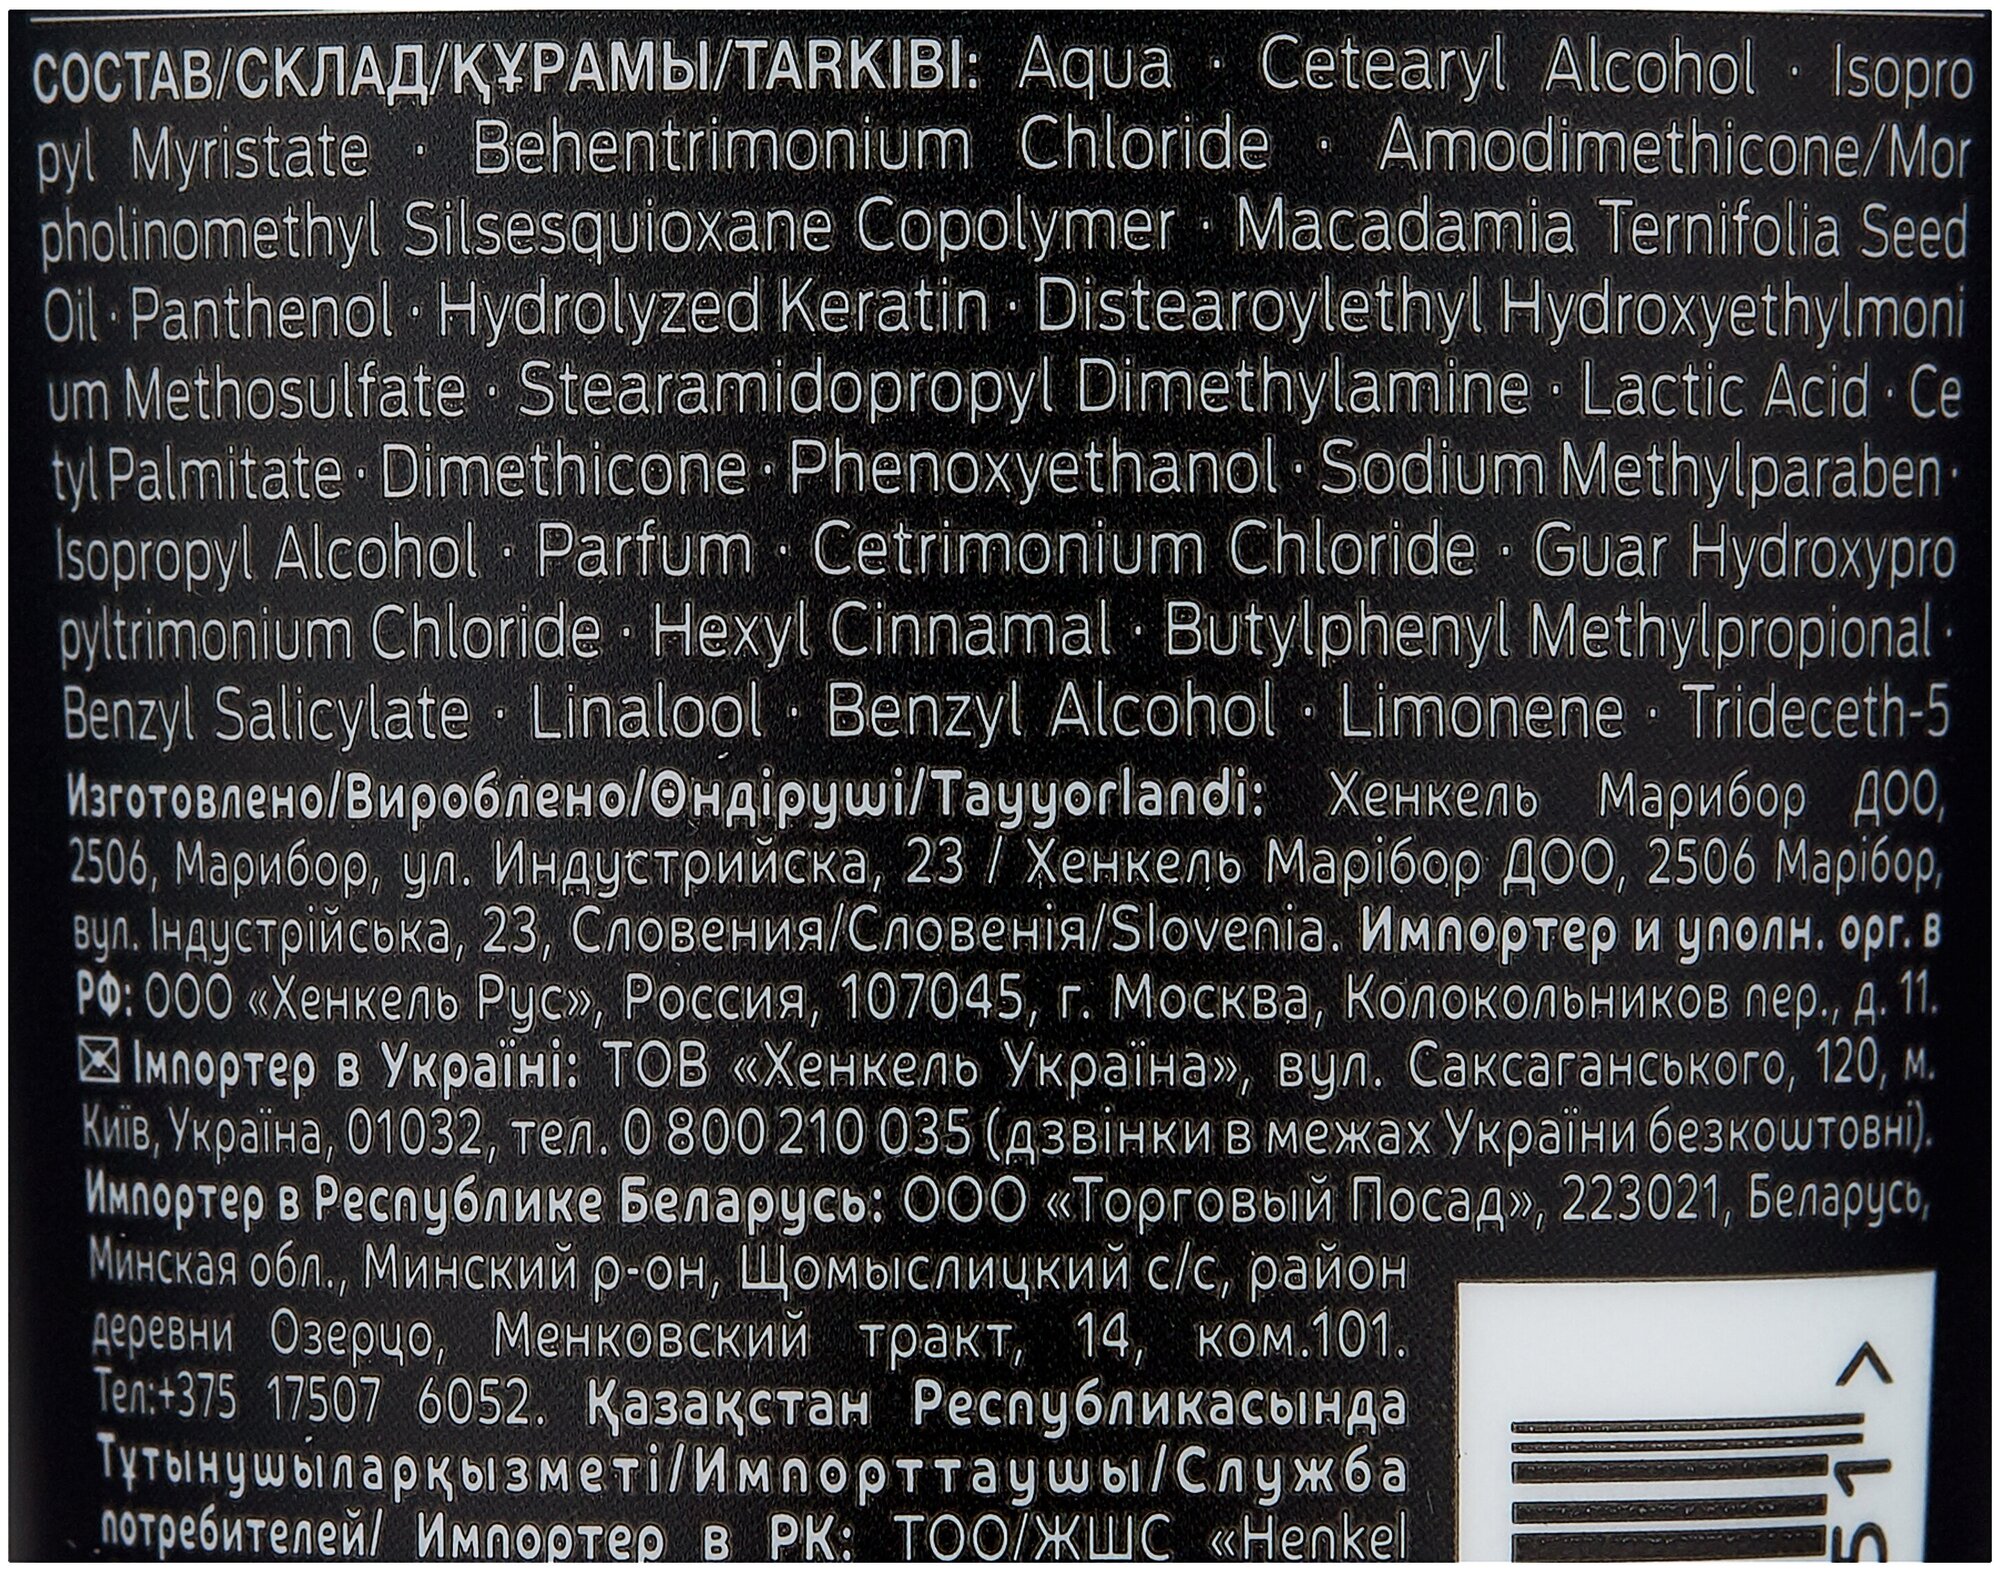 СОСТАВ/СКЛАД/ҚҰРАМЫ/TARKIBI: Aqua · Cetearyl Alcohol · Isopro
pyl Myristate · Behentrimonium Chloride · Amodimethicone/Mor
pholinomethyl Silsesquioxane Copolymer · Macadamia Ternifolia Seed
Oil · Panthenol · Hydrolyzed Keratin · Distearoylethyl Hydroxyethylmoni
um Methosulfate · Stearamidopropyl Dimethylamine · Lactic Acid · Ce
tyl Palmitate · Dimethicone · Phenoxyethanol · Sodium Methylparaben ·
Isopropyl Alcohol · Parfum · Cetrimonium Chloride · Guar Hydroxypro
pyltrimonium Chloride · Hexyl Cinnamal · Butylphenyl Methylpropional ·
Benzyl Salicylate · Linalool · Benzyl Alcohol · Limonene · Trideceth-5
Изготовлено/Вироблено/Өндіруші/Tayyorlandi: Хенкель Марибор ДОО,
2506, Марибор, ул. Индустрийска, 23 / Хенкель Марібор ДОО, 2506 Марібор,
вул. Індустрійська, 23, Словения/Словенія/Slovenia. Импортер и уполн. орг. в
РФ: ООО «Хенкель Рус», Россия, 107045, г. Москва, Колокольников пер., д. 11.
Імпортер в Україні: ТОВ «Хенкель Україна», вул. Саксаганського, 120, м.
Київ, Україна, 01032, тел. 0 800 210 035 (дзвінки в межах України безкоштовні).
Импортер в Республике Беларусь: ООО «Торговый Посад», 223021, Беларусь,
Минская обл., Минский р-он, Щомыслицкий с/с, район
деревни Озерцо, Менковский тракт, 14, ком.101.
Тел:+375 17507 6052. Қазақстан Республикасында
Тұтынушыларқызметі/Импорттаушы/Служба
потребителей/ Импортер в РК: ТОО/ЖШС «Henkel
51 >